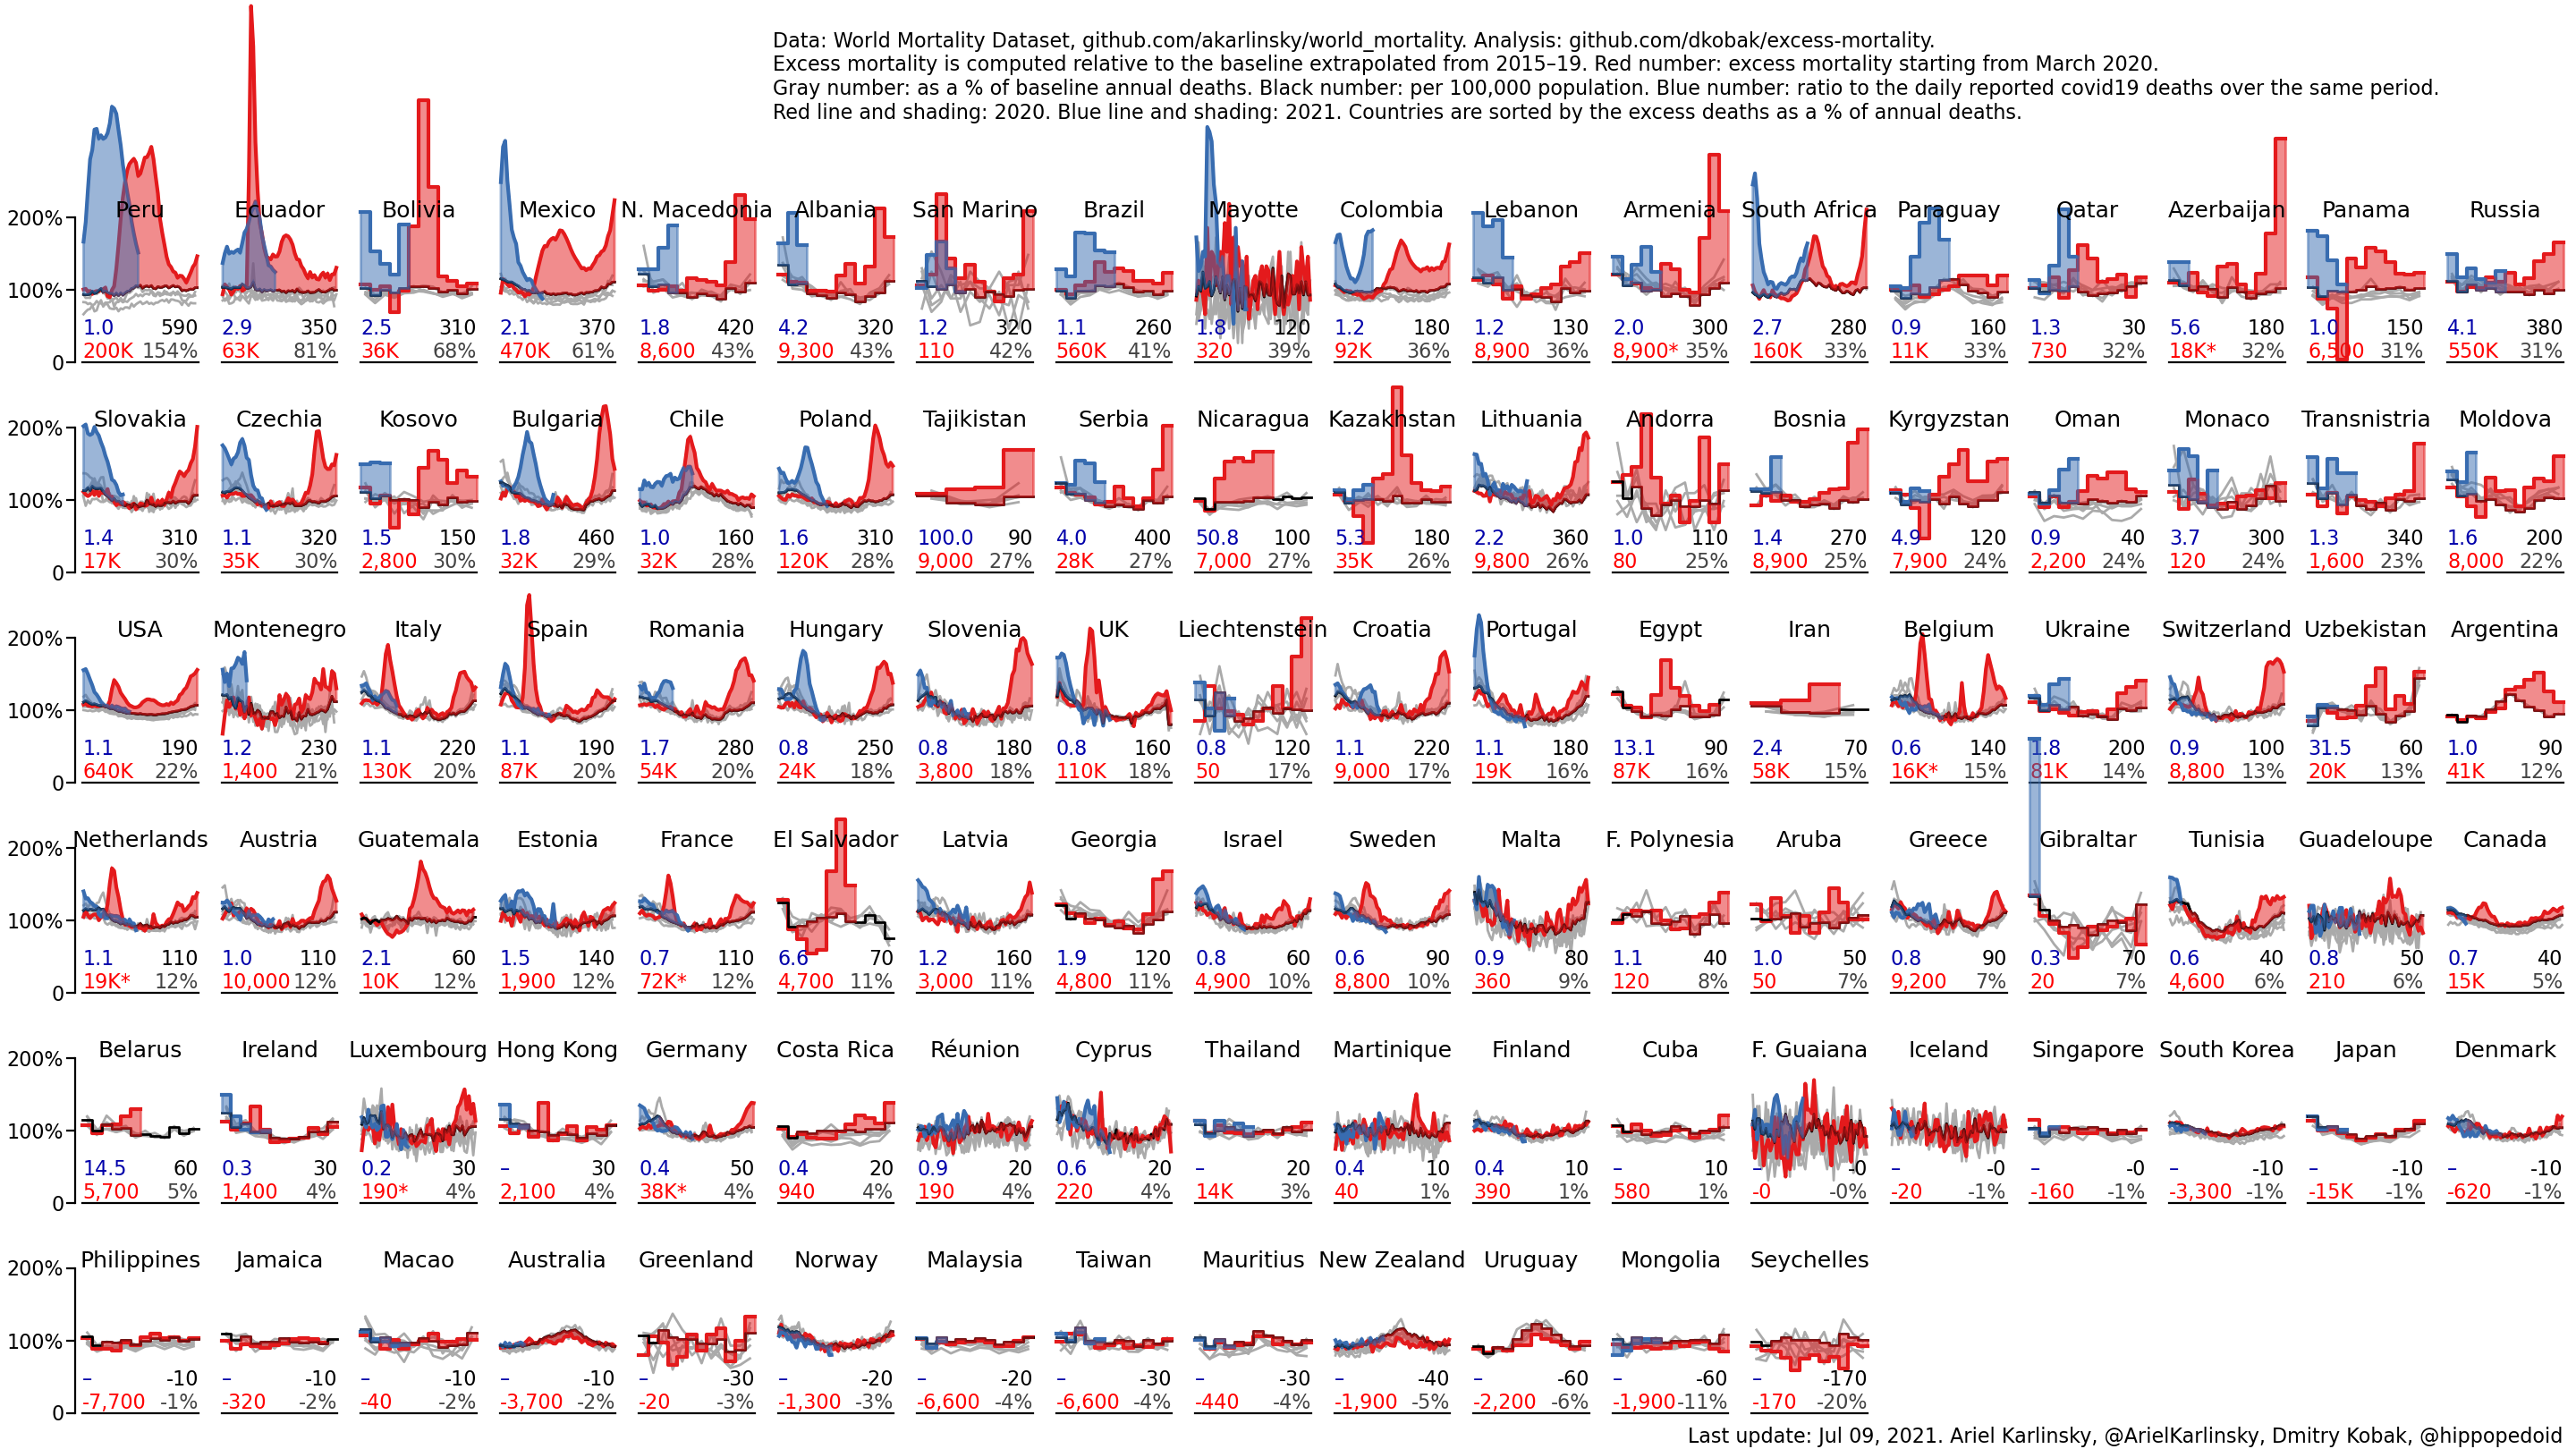 Data: World Mortality Dataset, github.com/akarlinsky/world_mortality. Analysis: github.com/dkobak/excess-mortality.
Excess mortality is computed relative to the baseline extrapolated from 2015–19. Red number: excess mortality starting from March 2020.
Gray number: as a % of baseline annual deaths. Black number: per 100,000 population. Blue number: ratio to the daily reported covid19 deaths over the same period.
Red line and shading: 2020. Blue line and shading: 2021. Countries are sorted by the excess deaths as a % of annual deaths.
200% Peru Ecuador Bolivia Mexico N. Macedonia Albania San Marino Brazil Mayotte Colombia Lebanon Armenia South Africa Paraguay Qatar Azerbaijan Panama Russia
100%
1.0 590 2.9 350 2.5 310 2.1 370 1.8 420 4.2 320 1.2 320 1.1 260 1.8 120 1.2 180 1.2 130 2.0 300 2.7 280 0.9 160 1.3 30 5.6 180 1.0 150 4.1 380
0 200K 154% 63K 81% 36K 68% 470K 61% 8,600 43% 9,300 43% 110 42% 560K 41% 320 39% 92K 36% 8,900 36% 8,900* 35% 160K 33% 11K 33% 730 32% 18K* 32% 6,500 31% 550K 31%
200% Slovakia Czechia Kosovo Bulgaria Chile Poland Tajikistan Serbia Nicaragua Kazakhstan Lithuania Andorra Bosnia Kyrgyzstan Oman Monaco Transnistria Moldova
100%
1.4 310 1.1 320 1.5 150 1.8 460 1.0 160 1.6 310 100.0 90 4.0 400 50.8 100 5.3 180 2.2 360 1.0 110 1.4 270 4.9 120 0.9 40 3.7 300 1.3 340 1.6 200
0 17K 30% 35K 30% 2,800 30% 32K 29% 32K 28% 120K 28% 9,000 27% 28K 27% 7,000 27% 35K 26% 9,800 26% 80 25% 8,900 25% 7,900 24% 2,200 24% 120 24% 1,600 23% 8,000 22%
200% USA Montenegro Italy Spain Romania Hungary Slovenia UK Liechtenstein Croatia Portugal Egypt Iran Belgium Ukraine Switzerland Uzbekistan Argentina
100%
1.1 190 1.2 230 1.1 220 1.1 190 1.7 280 0.8 250 0.8 180 0.8 160 0.8 120 1.1 220 1.1 180 13.1 90 2.4 70 0.6 140 1.8 200 0.9 100 31.5 60 1.0 90
0 640K 22% 1,400 21% 130K 20% 87K 20% 54K 20% 24K 18% 3,800 18% 110K 18% 50 17% 9,000 17% 19K 16% 87K 16% 58K 15% 16K* 15% 81K 14% 8,800 13% 20K 13% 41K 12%
200% Netherlands Austria Guatemala Estonia France El Salvador Latvia Georgia Israel Sweden Malta F. Polynesia Aruba Greece Gibraltar Tunisia Guadeloupe Canada
100%
1.1 110 1.0 110 2.1 60 1.5 140 0.7 110 6.6 70 1.2 160 1.9 120 0.8 60 0.6 90 0.9 80 1.1 40 1.0 50 0.8 90 0.3 70 0.6 40 0.8 50 0.7 40
0 19K* 12% 10,000 12% 10K 12% 1,900 12% 72K* 12% 4,700 11% 3,000 11% 4,800 11% 4,900 10% 8,800 10% 360 9% 120 8% 50 7% 9,200 7% 20 7% 4,600 6% 210 6% 15K 5%
200% Belarus Ireland Luxembourg Hong Kong Germany Costa Rica Réunion Cyprus Thailand Martinique Finland Cuba F. Guaiana Iceland Singapore South Korea Japan Denmark
100%
14.5 60 0.3 30 0.2 30 – 30 0.4 50 0.4 20 0.9 20 0.6 20 – 20 0.4 10 0.4 10 – 10 – -0 – -0 – -0 – -10 – -10 – -10
0 5,700 5% 1,400 4% 190* 4% 2,100 4% 38K* 4% 940 4% 190 4% 220 4% 14K 3% 40 1% 390 1% 580 1% -0 -0% -20 -1% -160 -1% -3,300 -1% -15K -1% -620 -1%
200% Philippines Jamaica Macao Australia Greenland Norway Malaysia Taiwan Mauritius New Zealand Uruguay Mongolia Seychelles
100%
– -10 – -10 – -10 – -10 – -30 – -20 – -20 – -30 – -30 – -40 – -60 – -60 – -170
0 -7,700 -1% -320 -2% -40 -2% -3,700 -2% -20 -3% -1,300 -3% -6,600 -4% -6,600 -4% -440 -4% -1,900 -5% -2,200 -6% -1,900 -11% -170 -20%
Last update: Jul 09, 2021. Ariel Karlinsky, @ArielKarlinsky, Dmitry Kobak, @hippopedoid